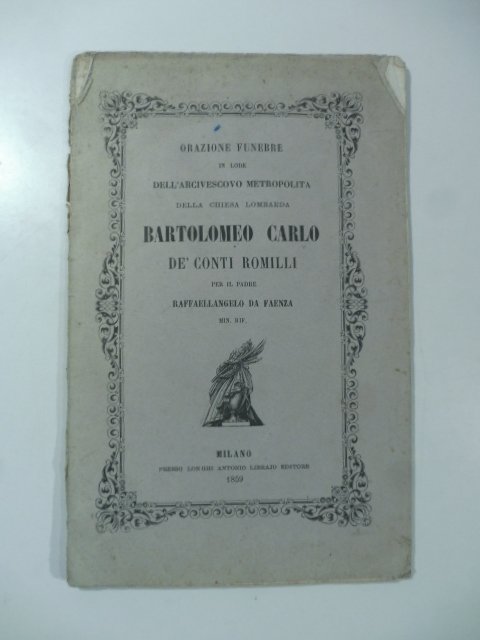 ORAZIONE FUNEBRE
IN LODE
DELL'ARCIVESCOVO METROPOLITA
DELLA CHIESA LOMBARDA
BARTOLOMEO CARLO
DE' CONTI ROMILLI
PER IL PADRE
RAFFAELLANGELO DA FAENZA
MIN. RIF.
MILANO
PRESSO LONGHI ANTONIO LIBRAJO EDITORE
1859